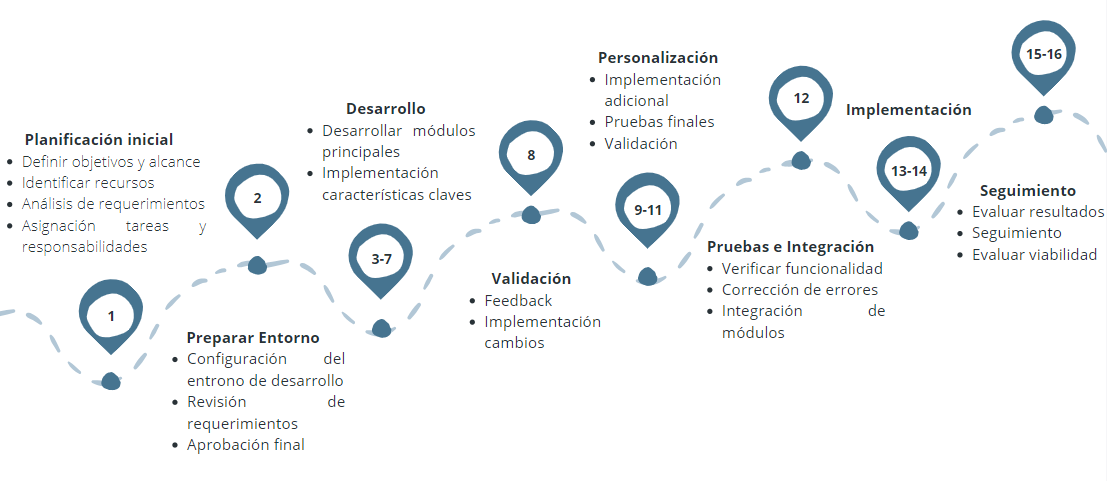 Planificación inicial
Definir objetivos y alcance
Identificar recursos
Análisis de requerimientos
Asignación tareas y
responsabilidades
1
2
Preparar Entorno
Configuración del
entrono de desarrollo
Revisión de
requerimientos
Aprobación final
Desarrollo
Desarrollar módulos
principales
Implementación
características claves
3-7
8
Validación
Feedback
Implementación
cambios
Personalización
Implementación
adicional
Pruebas finales
Validación
9-11
12
Pruebas e Integración
Verificar funcionalidad
Corrección de errores
Integración de
módulos
Implementación
13-14
15-16
Seguimiento
Evaluar resultados
Seguimiento
Evaluar viabilidad